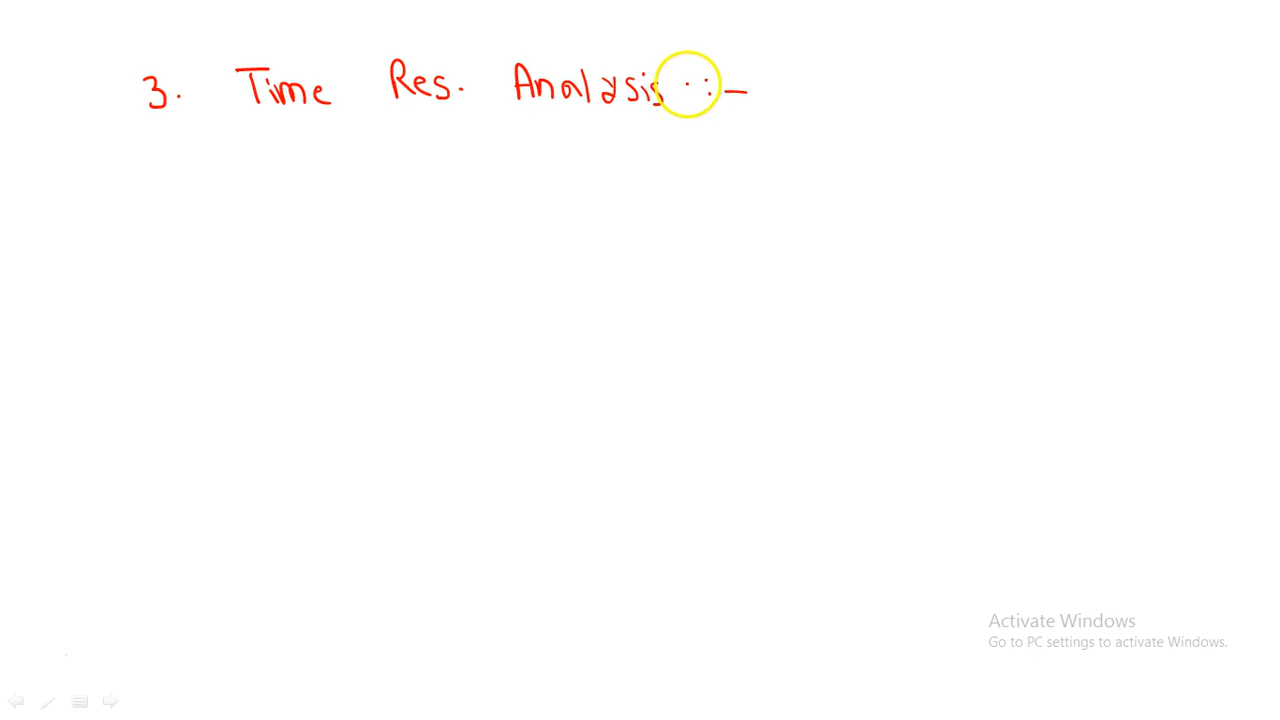 3. Time Res. Analysis :-
Activate Windows
Go to PC settings to activate Windows.